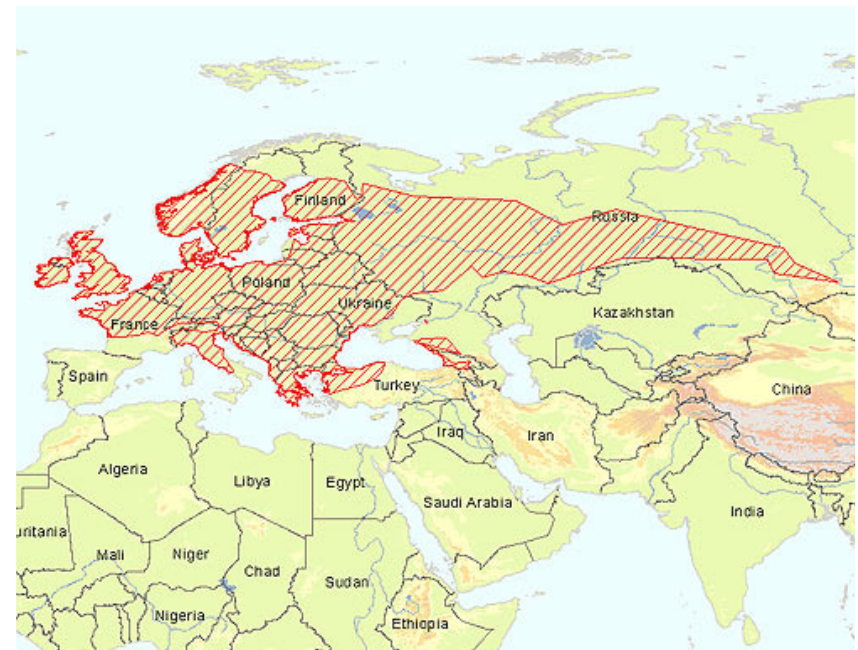 Finland
Russia
Poland
Ukraine
Kazakhstan
France
Spain
Turkey
China
Iraq
Iran
Algeria
Libya
Egypt
Saudi Arabia
India
uritania
Mali
Niger
Chad
Sudan
Nigeria
Ethiopia